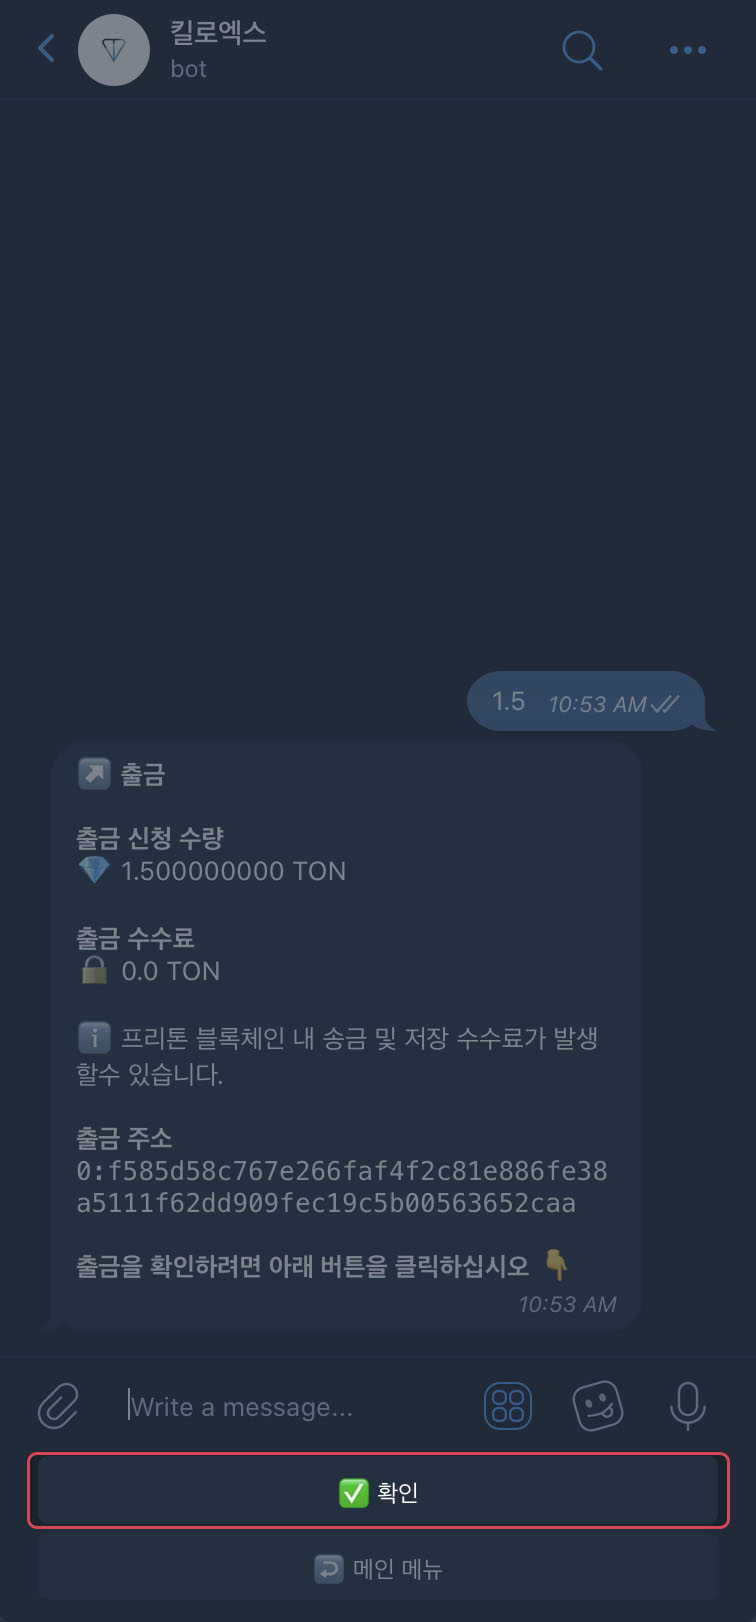 킬로엑스
bot
1.5 10:53 AM
출금
출금 신청 수량
1.500000000 TON
출금 수수료
0.0 TON
프리톤 블록체인 내 송금 및 저장 수수료가 발생
할수 있습니다.
출금 주소
0:f585d58c767e266faf4f2c81e886fe38
a5111f62dd909fec19c5b00563652caa
출금을 확인하려면 아래 버튼을 클릭하십시오
10:53 AM
Write a message...
확인
메인 메뉴